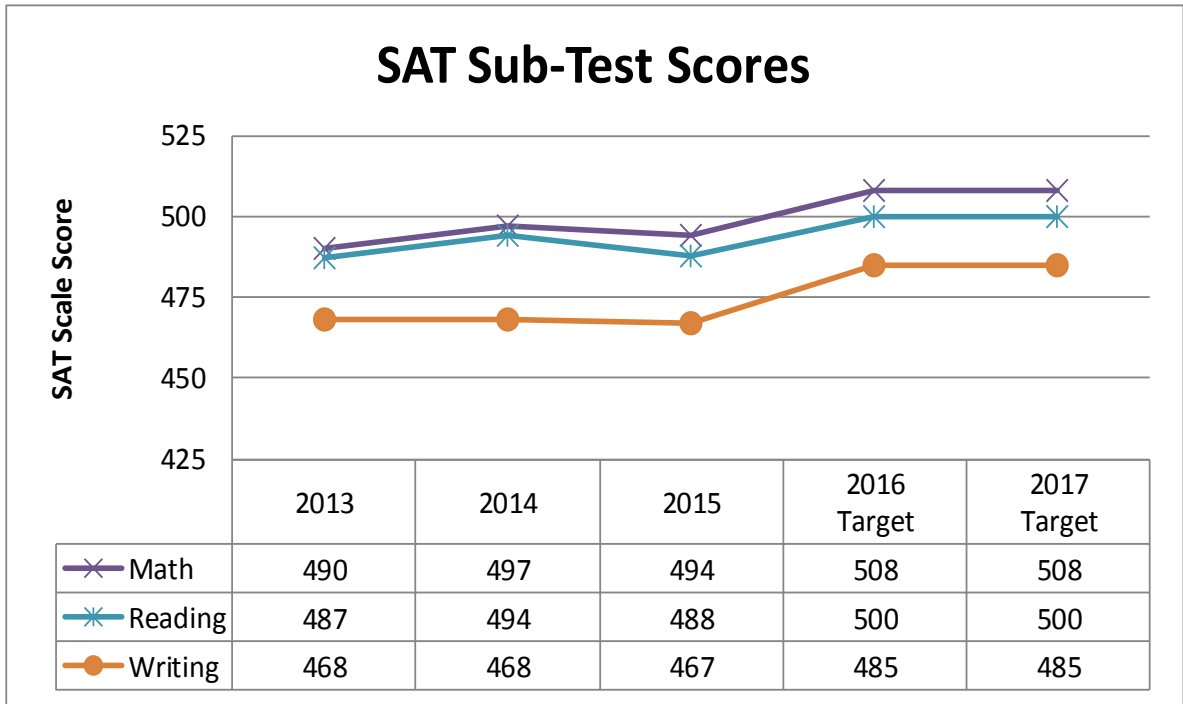 SAT Sub-Test Scores
SAT Scale Score
525
500
475
450
425
2013 2014 2015 2016 Target 2017 Target
Math 490 497 494 508 508
Reading 487 494 488 500 500
Writing 468 468 467 485 485